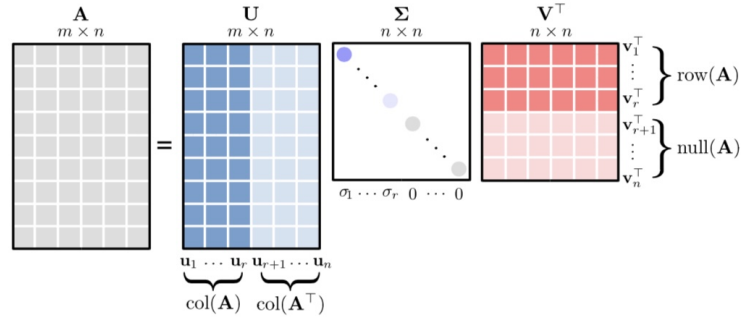 A U Σ V⊤
m × n m × n n × n n × n
v₁⊤
⋮
row(A)
vᵣ⊤
=
vᵣ₊₁⊤
⋮
null(A)
vₙ⊤
σ₁ ⋯ σᵣ 0 ⋯ 0
u₁ … uᵣ uᵣ₊₁ ⋯ uₙ
col(A) col(A⊤)